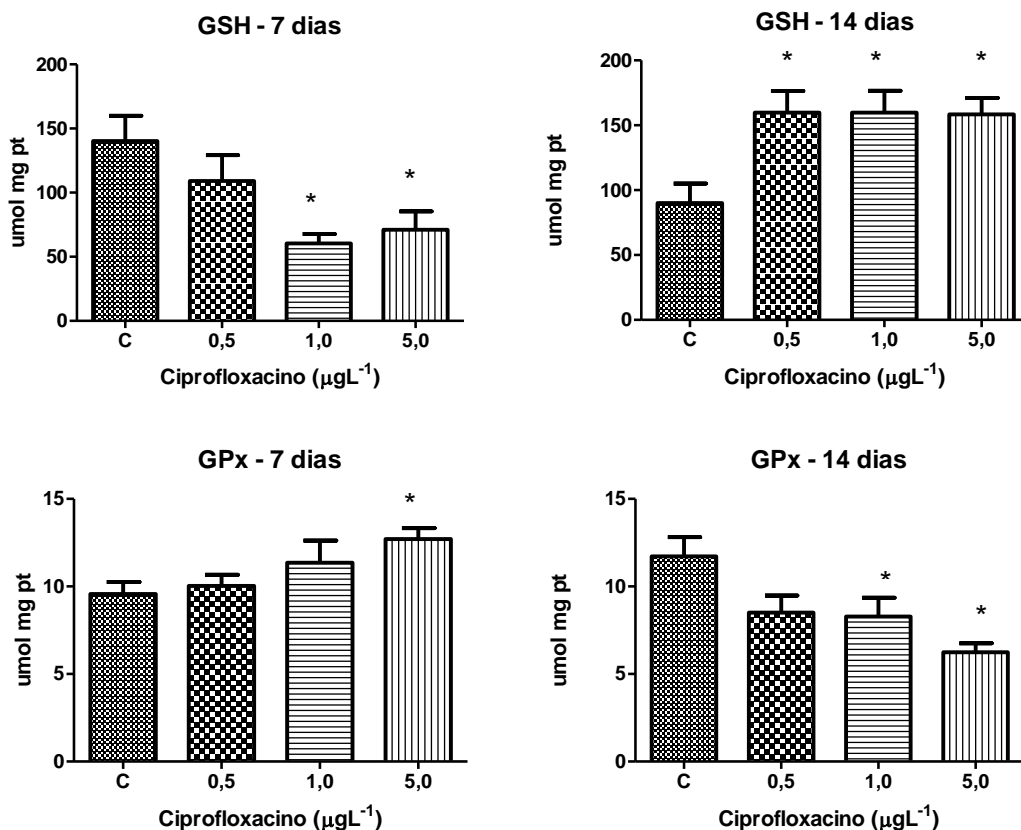 GSH - 7 dias
umol mg pt
200
150
100
50
0
*
*
C 0,5 1,0 5,0
Ciprofloxacino (μgL⁻¹)
GSH - 14 dias
umol mg pt
200
150
100
50
0
* * *
C 0,5 1,0 5,0
Ciprofloxacino (μgL⁻¹)
GPx - 7 dias
umol mg pt
15
10
5
0
*
C 0,5 1,0 5,0
Ciprofloxacino (μgL⁻¹)
GPx - 14 dias
umol mg pt
15
10
5
0
*
*
C 0,5 1,0 5,0
Ciprofloxacino (μgL⁻¹)